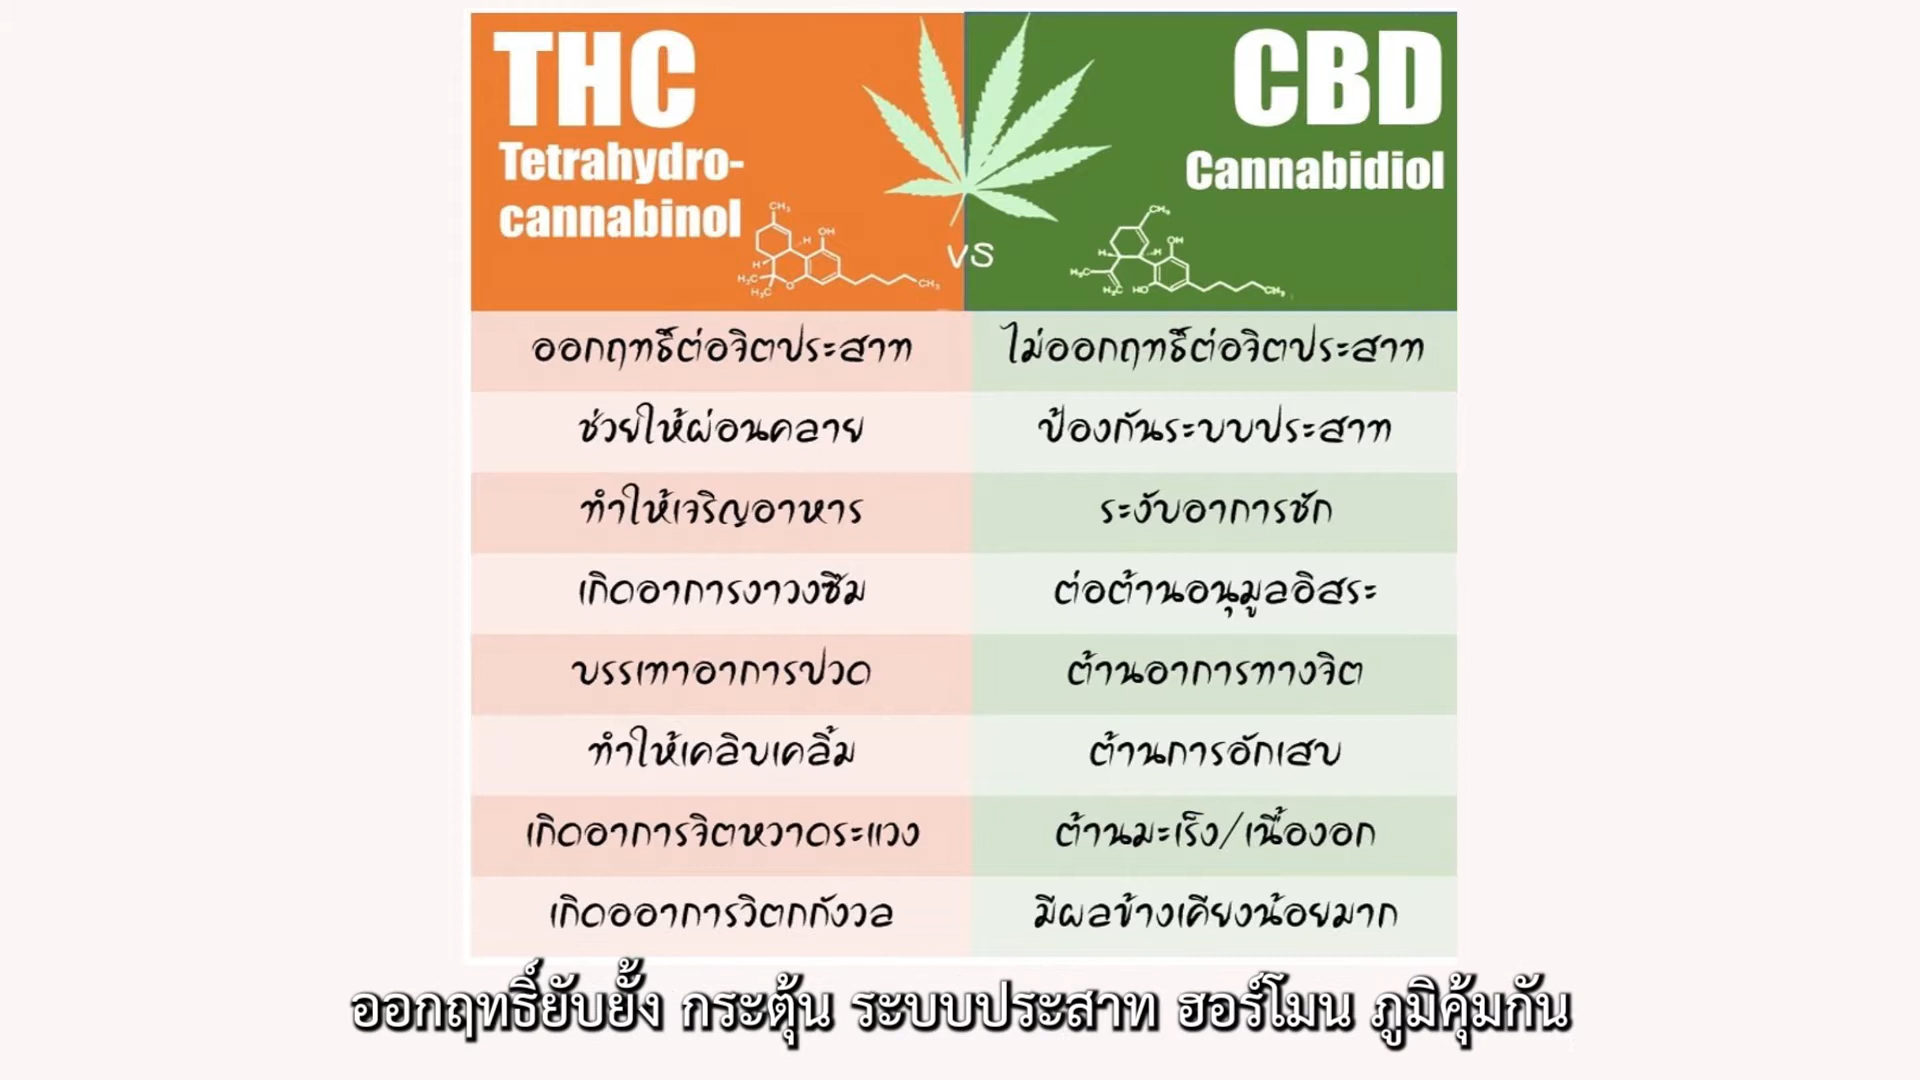 THC
Tetrahydro-
cannabinol
CBD
Cannabidiol
VS
CH₃
OH
H
H
H₃C
H₃C
O
CH₃
CH₃
OH
H
H
H₃C
H₂C
HO
CH₃
ออกฤทธิ์ต่อจิตประสาท
ไม่ออกฤทธิ์ต่อจิตประสาท
ช่วยให้ผ่อนคลาย
ป้องกันระบบประสาท
ทำให้เจริญอาหาร
ระงับอาการชัก
เกิดอาการงาวงซึม
ต่อต้านอนุมูลอิสระ
บรรเทาอาการปวด
ต้านอาการทางจิต
ทำให้เคลิบเคลิ้ม
ต้านการอักเสบ
เกิดอาการจิตหวาดระแวง
ต้านมะเร็ง/เนื้องอก
เกิดออาการวิตกกังวล
มีผลข้างเคียงน้อยมาก
ออกฤทธิ์ยับยั้ง กระตุ้น ระบบประสาท ฮอร์โมน ภูมิคุ้มกัน